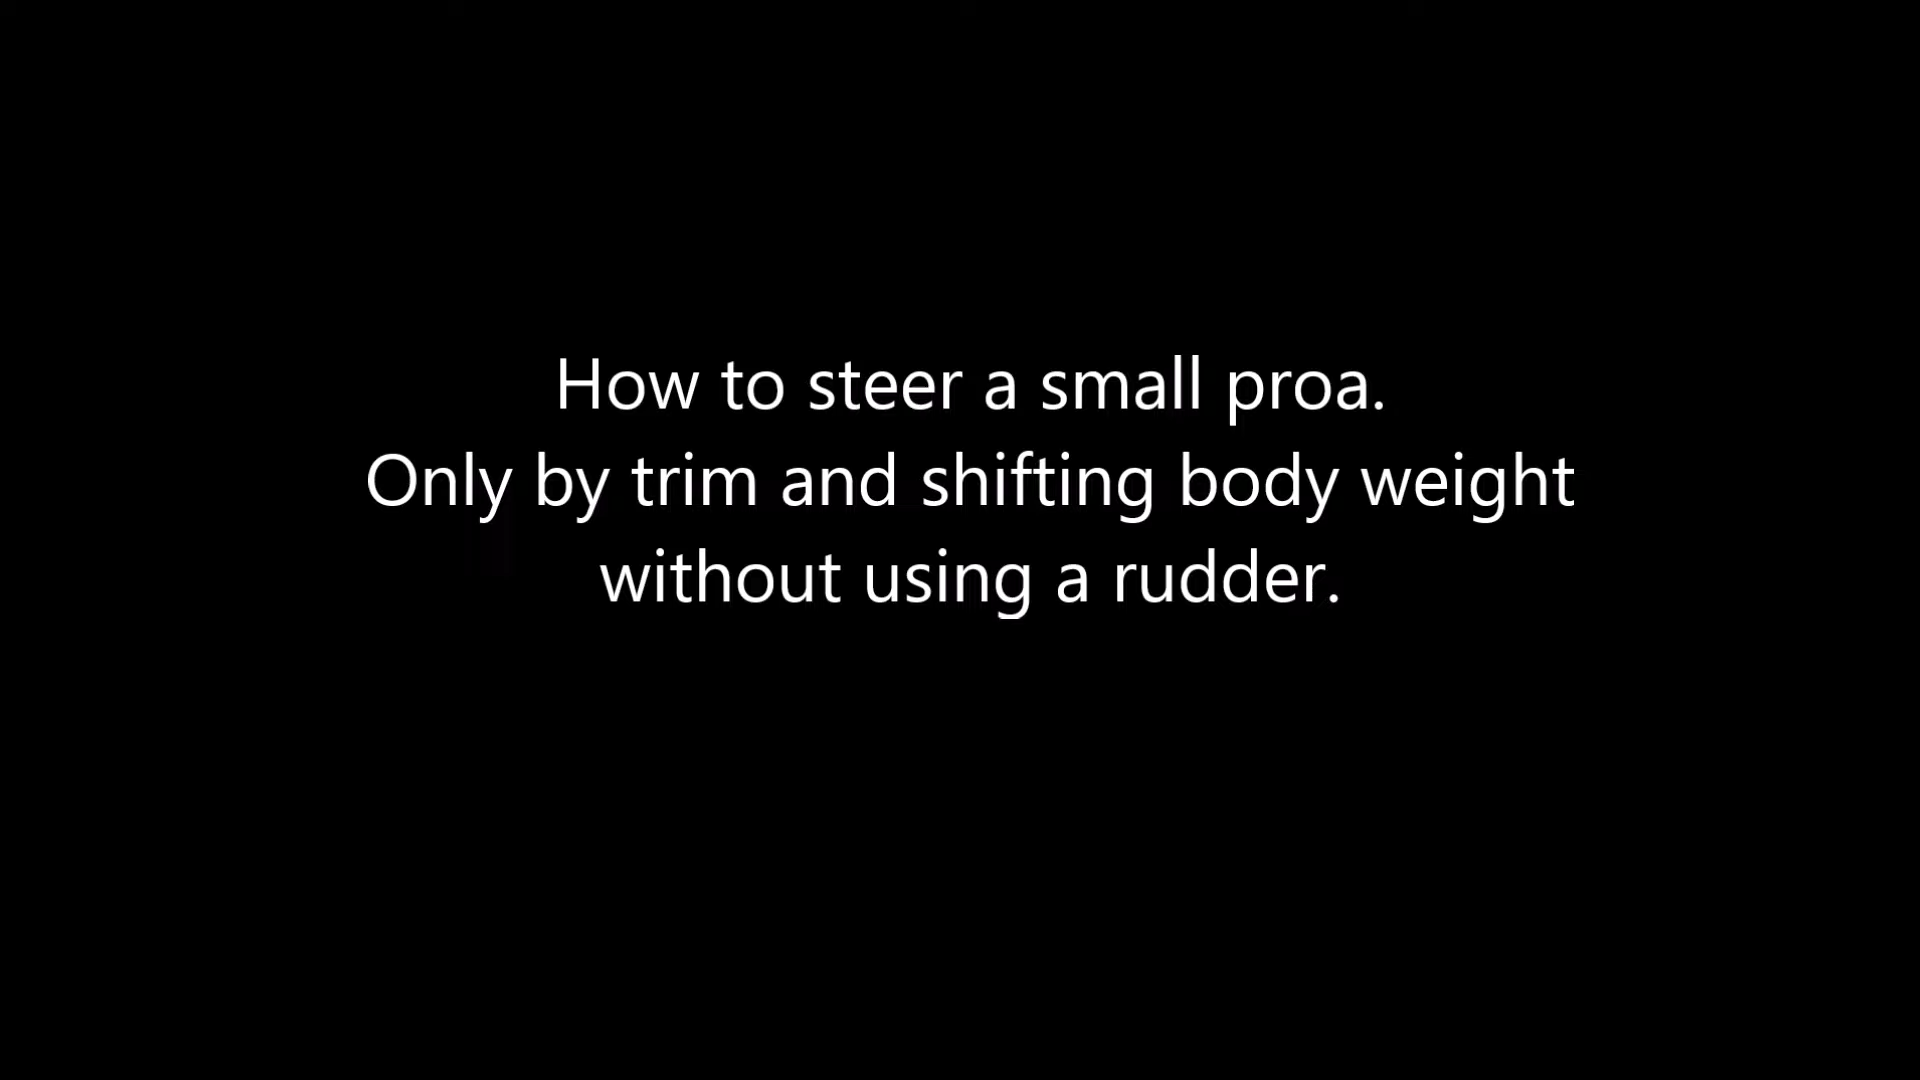 How to steer a small proa.
Only by trim and shifting body weight
without using a rudder.